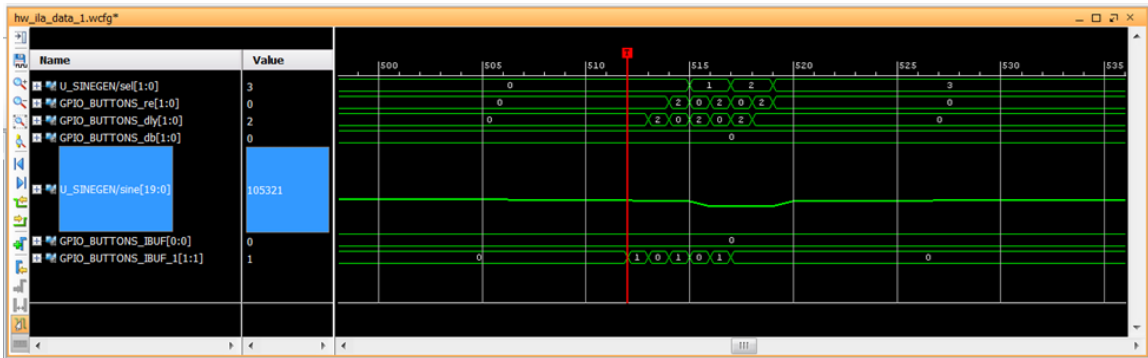 hw_ila_data_1.wcfg*
Name Value
500 505 510 515 520 525 530 535
U_SINEGEN/sel[1:0] 3 0 1 2 3
GPIO_BUTTONS_re[1:0] 0 0 2 0 2 0 2 0
GPIO_BUTTONS_dly[1:0] 2 0 2 0 2 0 2 0
GPIO_BUTTONS_db[1:0] 0 0
U_SINEGEN/sine[19:0] 105321
GPIO_BUTTONS_IBUF[0:0] 0 0
GPIO_BUTTONS_IBUF_1[1:1] 1 0 1 0 1 0 1 0